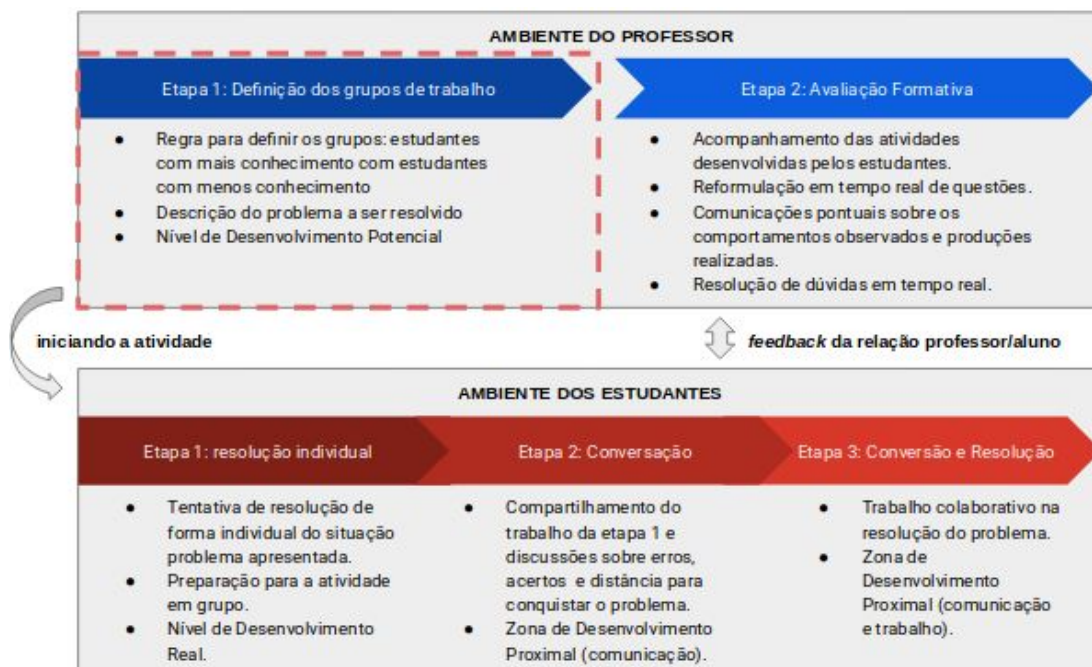 AMBIENTE DO PROFESSOR
Etapa 1: Definição dos grupos de trabalho
● Regra para definir os grupos: estudantes
com mais conhecimento com estudantes
com menos conhecimento
● Descrição do problema a ser resolvido
● Nível de Desenvolvimento Potencial
Etapa 2: Avaliação Formativa
● Acompanhamento das atividades
desenvolvidas pelos estudantes.
● Reformulação em tempo real de questões.
● Comunicações pontuais sobre os
comportamentos observados e produções
realizadas.
● Resolução de dúvidas em tempo real.
iniciando a atividade
feedback da relação professor/aluno
AMBIENTE DOS ESTUDANTES
Etapa 1: resolução individual
● Tentativa de resolução de
forma individual do situação
problema apresentada.
● Preparação para a atividade
em grupo.
● Nível de Desenvolvimento
Real.
Etapa 2: Conversação
● Compartilhamento do
trabalho da etapa 1 e
discussões sobre erros,
acertos e distância para
conquistar o problema.
● Zona de Desenvolvimento
Proximal (comunicação).
Etapa 3: Conversão e Resolução
● Trabalho colaborativo na
resolução do problema.
● Zona de
Desenvolvimento
Proximal (comunicação
e trabalho).